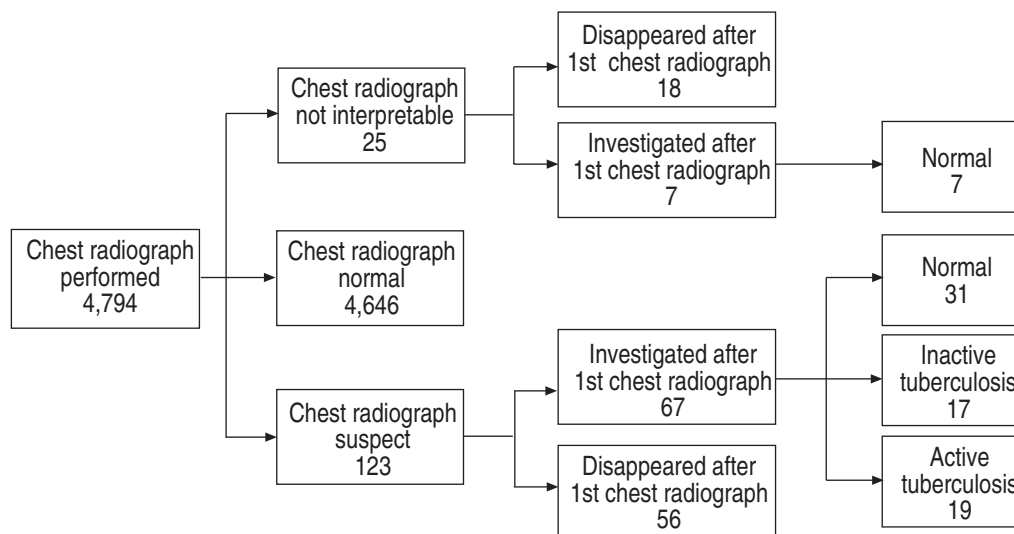 Chest radiograph
performed
4,794
Chest radiograph
not interpretable
25
Chest radiograph
normal
4,646
Chest radiograph
suspect
123
Disappeared after
1st chest radiograph
18
Investigated after
1st chest radiograph
7
Investigated after
1st chest radiograph
67
Disappeared after
1st chest radiograph
56
Normal
7
Normal
31
Inactive
tuberculosis
17
Active
tuberculosis
19